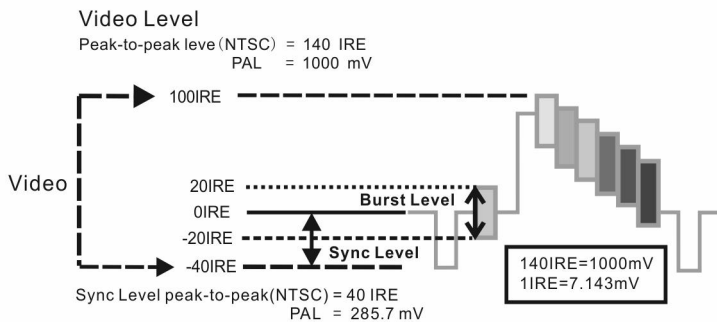 Video Level
Peak-to-peak leve(NTSC) = 140 IRE
PAL = 1000 mV
100IRE
Video
20IRE
Burst Level
0IRE
-20IRE
Sync Level
-40IRE
140IRE=1000mV
1IRE=7.143mV
Sync Level peak-to-peak(NTSC) = 40 IRE
PAL = 285.7 mV